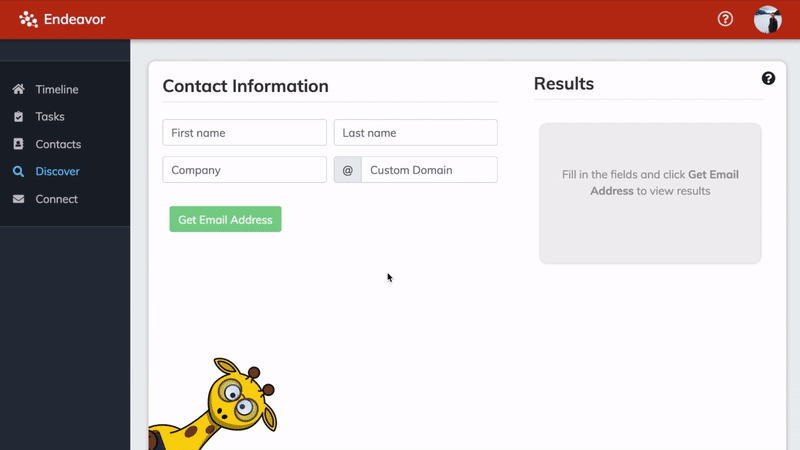 Endeavor
Timeline
Tasks
Contacts
Discover
Connect
Contact Information
First name
Last name
Company
@
Custom Domain
Get Email Address
Results
Fill in the fields and click Get Email
Address to view results